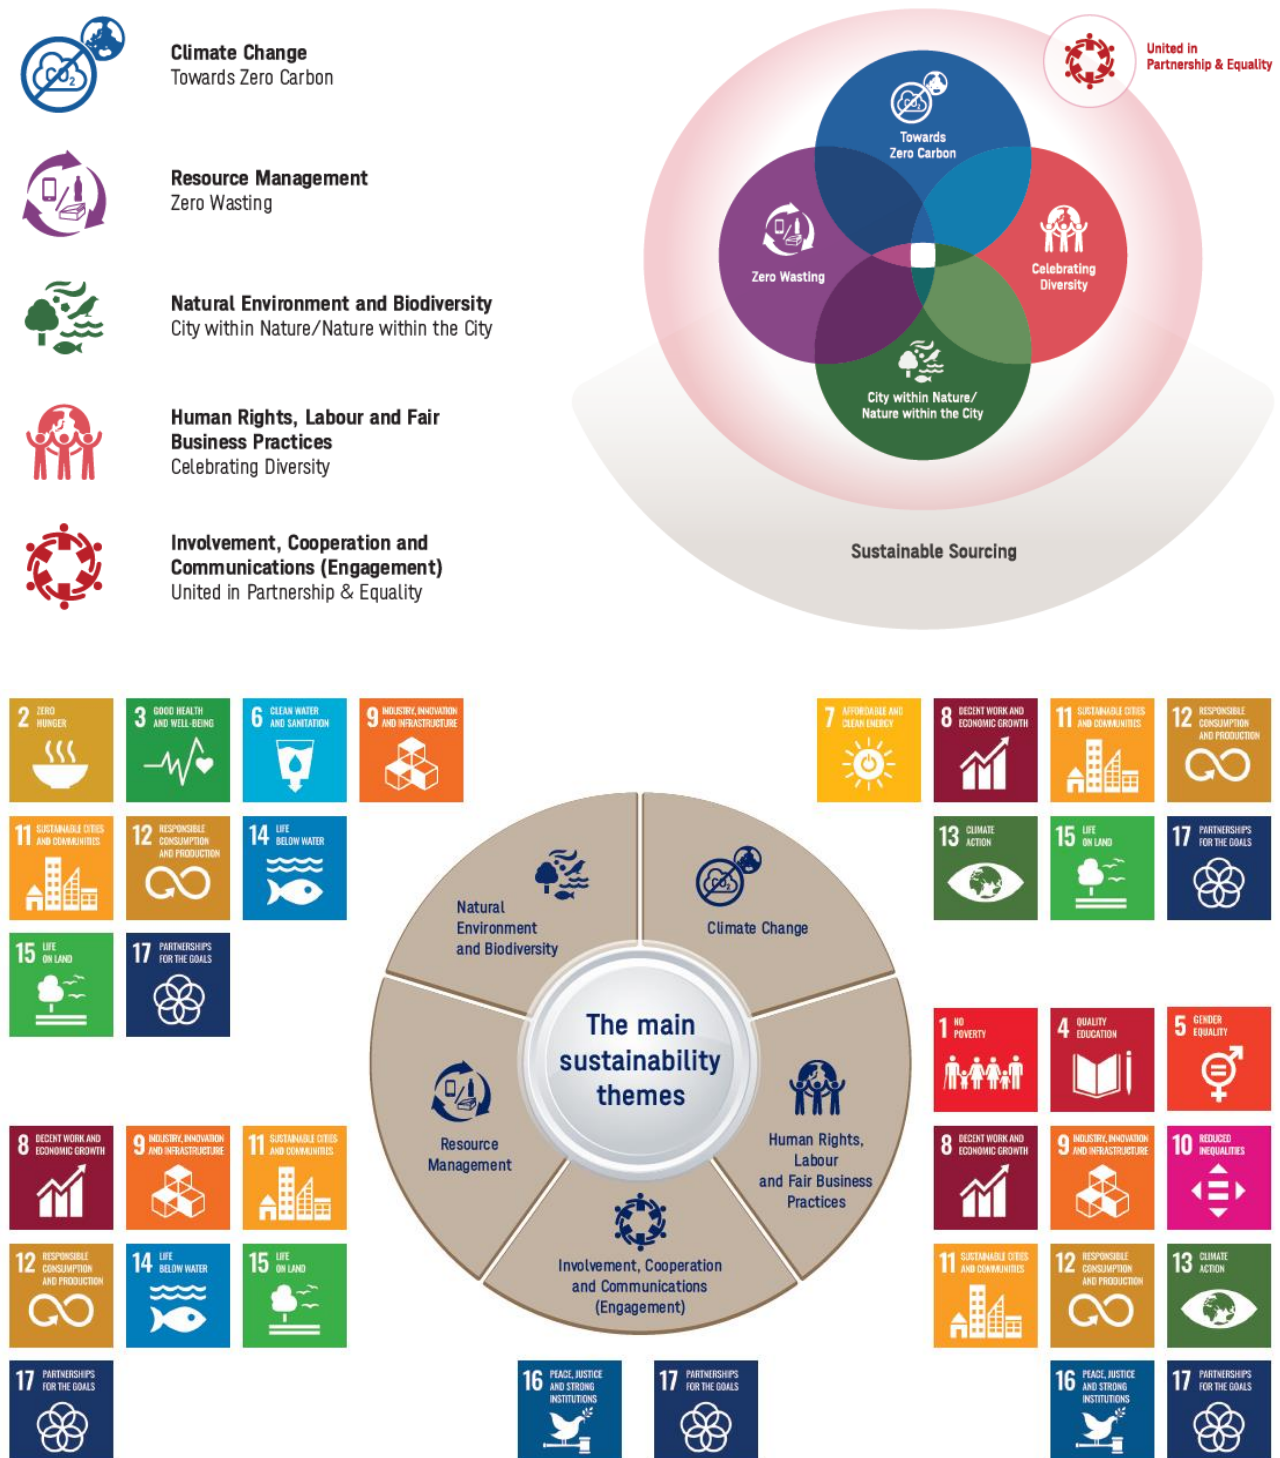 Climate Change
Towards Zero Carbon
Resource Management
Zero Wasting
Natural Environment and Biodiversity
City within Nature/Nature within the City
Human Rights, Labour and Fair
Business Practices
Celebrating Diversity
Involvement, Cooperation and
Communications (Engagement)
United in Partnership & Equality
CO2
United in
Partnership & Equality
Towards
Zero Carbon
Zero Wasting
Celebrating
Diversity
City within Nature/
Nature within the City
Sustainable Sourcing
2 ZERO
HUNGER
3 GOOD HEALTH
AND WELL-BEING
6 CLEAN WATER
AND SANITATION
9 INDUSTRY, INNOVATION
AND INFRASTRUCTURE
11 SUSTAINABLE CITIES
AND COMMUNITIES
12 RESPONSIBLE
CONSUMPTION
AND PRODUCTION
14 LIFE
BELOW WATER
15 LIFE
ON LAND
17 PARTNERSHIPS
FOR THE GOALS
7 AFFORDABLE AND
CLEAN ENERGY
8 DECENT WORK AND
ECONOMIC GROWTH
11 SUSTAINABLE CITIES
AND COMMUNITIES
12 RESPONSIBLE
CONSUMPTION
AND PRODUCTION
13 CLIMATE
ACTION
15 LIFE
ON LAND
17 PARTNERSHIPS
FOR THE GOALS
Natural
Environment
and Biodiversity
CO2
Climate Change
The main
sustainability
themes
Resource
Management
Human Rights,
Labour
and Fair Business
Practices
Involvement, Cooperation
and Communications
(Engagement)
8 DECENT WORK AND
ECONOMIC GROWTH
9 INDUSTRY, INNOVATION
AND INFRASTRUCTURE
11 SUSTAINABLE CITIES
AND COMMUNITIES
12 RESPONSIBLE
CONSUMPTION
AND PRODUCTION
14 LIFE
BELOW WATER
15 LIFE
ON LAND
17 PARTNERSHIPS
FOR THE GOALS
16 PEACE, JUSTICE
AND STRONG
INSTITUTIONS
17 PARTNERSHIPS
FOR THE GOALS
1 NO
POVERTY
4 QUALITY
EDUCATION
5 GENDER
EQUALITY
8 DECENT WORK AND
ECONOMIC GROWTH
9 INDUSTRY, INNOVATION
AND INFRASTRUCTURE
10 REDUCED
INEQUALITIES
11 SUSTAINABLE CITIES
AND COMMUNITIES
12 RESPONSIBLE
CONSUMPTION
AND PRODUCTION
13 CLIMATE
ACTION
16 PEACE, JUSTICE
AND STRONG
INSTITUTIONS
17 PARTNERSHIPS
FOR THE GOALS